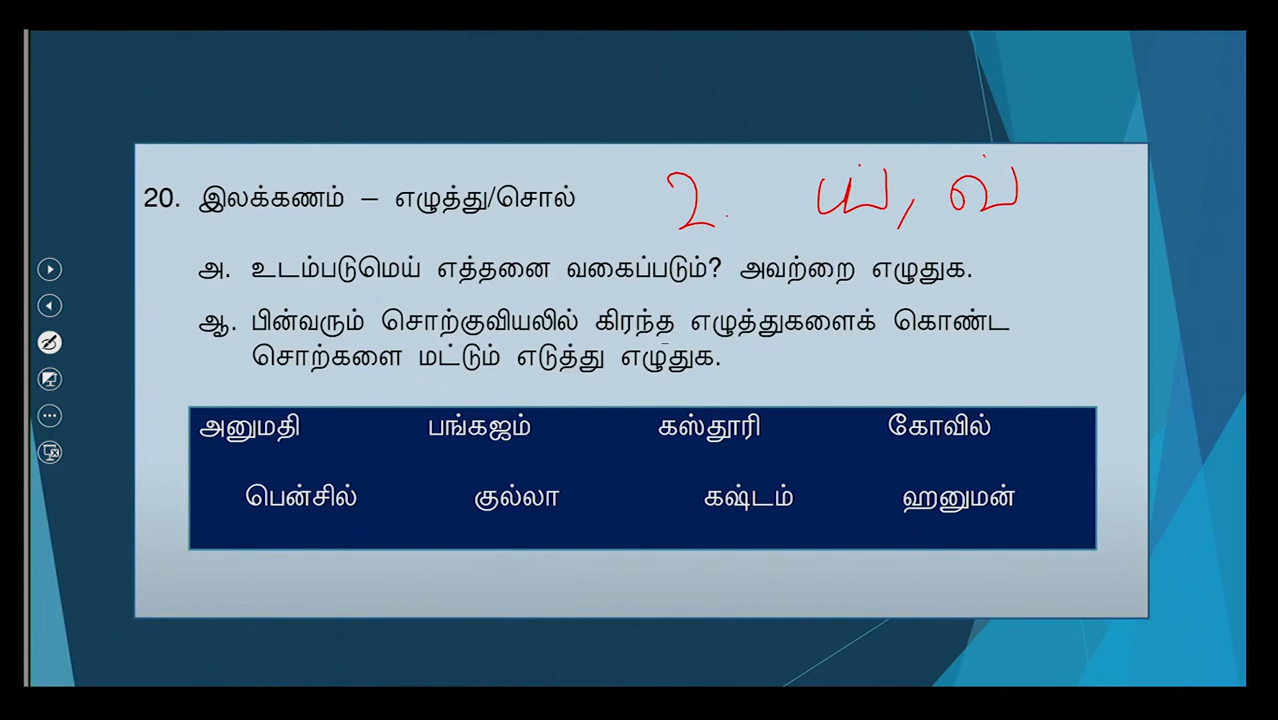 20. இலக்கணம் – எழுத்து/சொல் 2 ய், வ்
அ. உடம்படுமெய் எத்தனை வகைப்படும்? அவற்றை எழுதுக.
ஆ. பின்வரும் சொற்குவியலில் கிரந்த எழுத்துகளைக் கொண்ட
சொற்களை மட்டும் எடுத்து எழுதுக.
அனுமதி பங்கஜம் கஸ்தூரி கோவில்
பென்சில் குல்லா கஷ்டம் ஹனுமன்